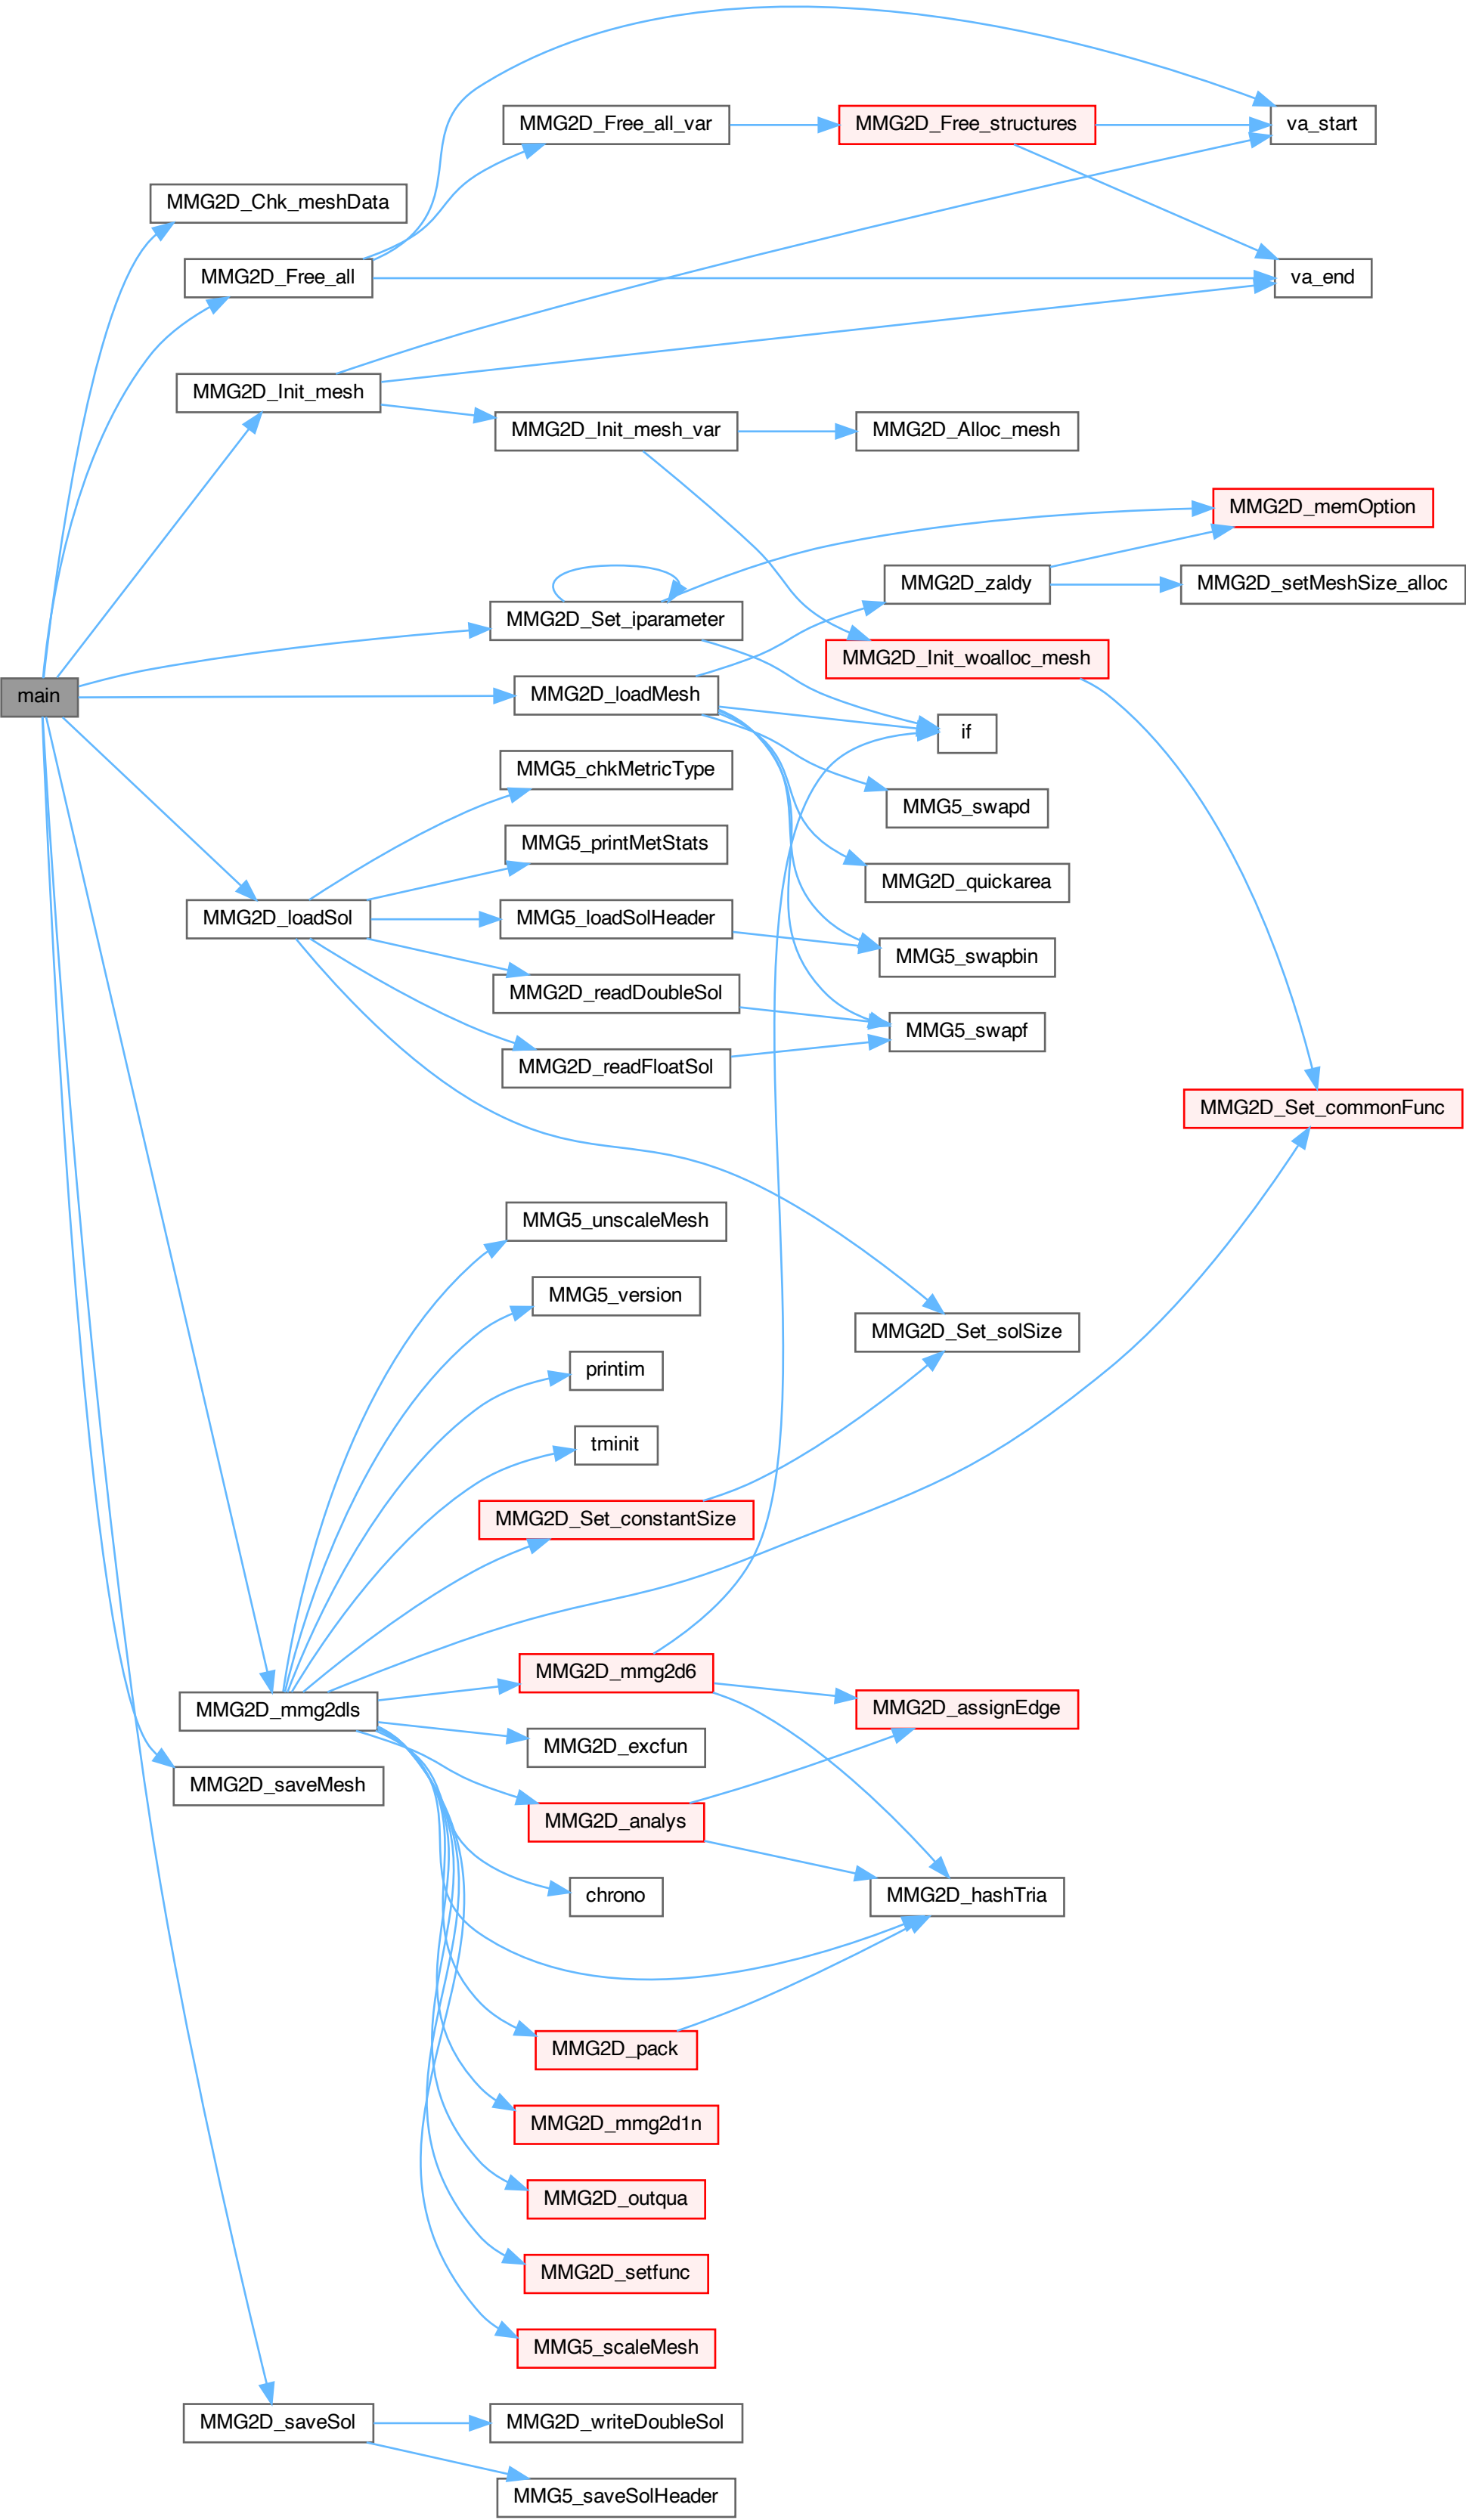 MMG2D_Free_all_var
MMG2D_Free_structures
va_start
MMG2D_Chk_meshData
MMG2D_Free_all
va_end
MMG2D_Init_mesh
MMG2D_Init_mesh_var
MMG2D_Alloc_mesh
MMG2D_memOption
MMG2D_zaldy
MMG2D_setMeshSize_alloc
MMG2D_Set_iparameter
MMG2D_Init_woalloc_mesh
main
MMG2D_loadMesh
if
MMG5_chkMetricType
MMG5_swapd
MMG5_printMetStats
MMG2D_quickarea
MMG2D_loadSol
MMG5_loadSolHeader
MMG5_swapbin
MMG2D_readDoubleSol
MMG5_swapf
MMG2D_readFloatSol
MMG2D_Set_commonFunc
MMG5_unscaleMesh
MMG5_version
MMG2D_Set_solSize
printim
tminit
MMG2D_Set_constantSize
MMG2D_mmg2d6
MMG2D_mmg2dls
MMG2D_assignEdge
MMG2D_excfun
MMG2D_saveMesh
MMG2D_analys
chrono
MMG2D_hashTria
MMG2D_pack
MMG2D_mmg2d1n
MMG2D_outqua
MMG2D_setfunc
MMG5_scaleMesh
MMG2D_saveSol
MMG2D_writeDoubleSol
MMG5_saveSolHeader